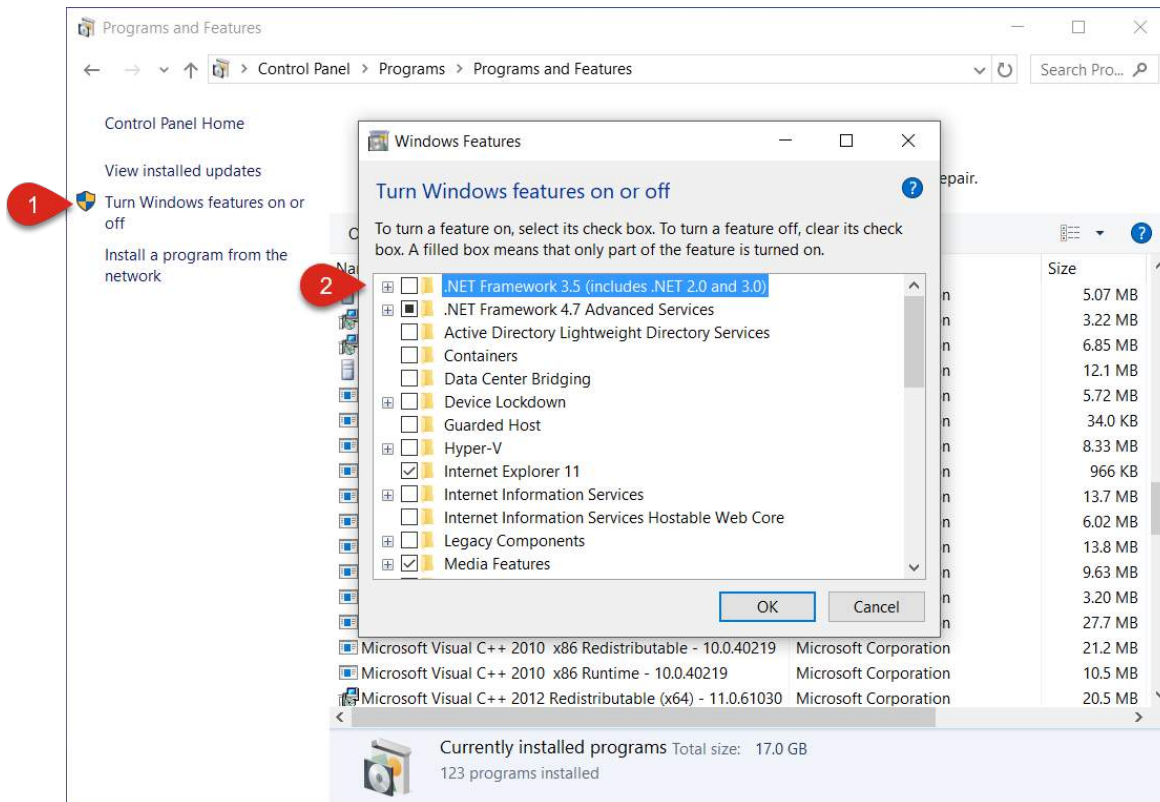 Programs and Features
Control Panel > Programs > Programs and Features
Search Pro...
Control Panel Home
View installed updates
1
Turn Windows features on or
off
Install a program from the
network
epair.
Size
5.07 MB
3.22 MB
6.85 MB
12.1 MB
5.72 MB
34.0 KB
8.33 MB
966 KB
13.7 MB
6.02 MB
13.8 MB
9.63 MB
3.20 MB
27.7 MB
Windows Features
Turn Windows features on or off
?
To turn a feature on, select its check box. To turn a feature off, clear its check
box. A filled box means that only part of the feature is turned on.
2
.NET Framework 3.5 (includes .NET 2.0 and 3.0)
.NET Framework 4.7 Advanced Services
Active Directory Lightweight Directory Services
Containers
Data Center Bridging
Device Lockdown
Guarded Host
Hyper-V
Internet Explorer 11
Internet Information Services
Internet Information Services Hostable Web Core
Legacy Components
Media Features
OK Cancel
Microsoft Visual C++ 2010 x86 Redistributable - 10.0.40219 Microsoft Corporation 21.2 MB
Microsoft Visual C++ 2010 x86 Runtime - 10.0.40219 Microsoft Corporation 10.5 MB
Microsoft Visual C++ 2012 Redistributable (x64) - 11.0.61030 Microsoft Corporation 20.5 MB
Currently installed programs Total size: 17.0 GB
123 programs installed